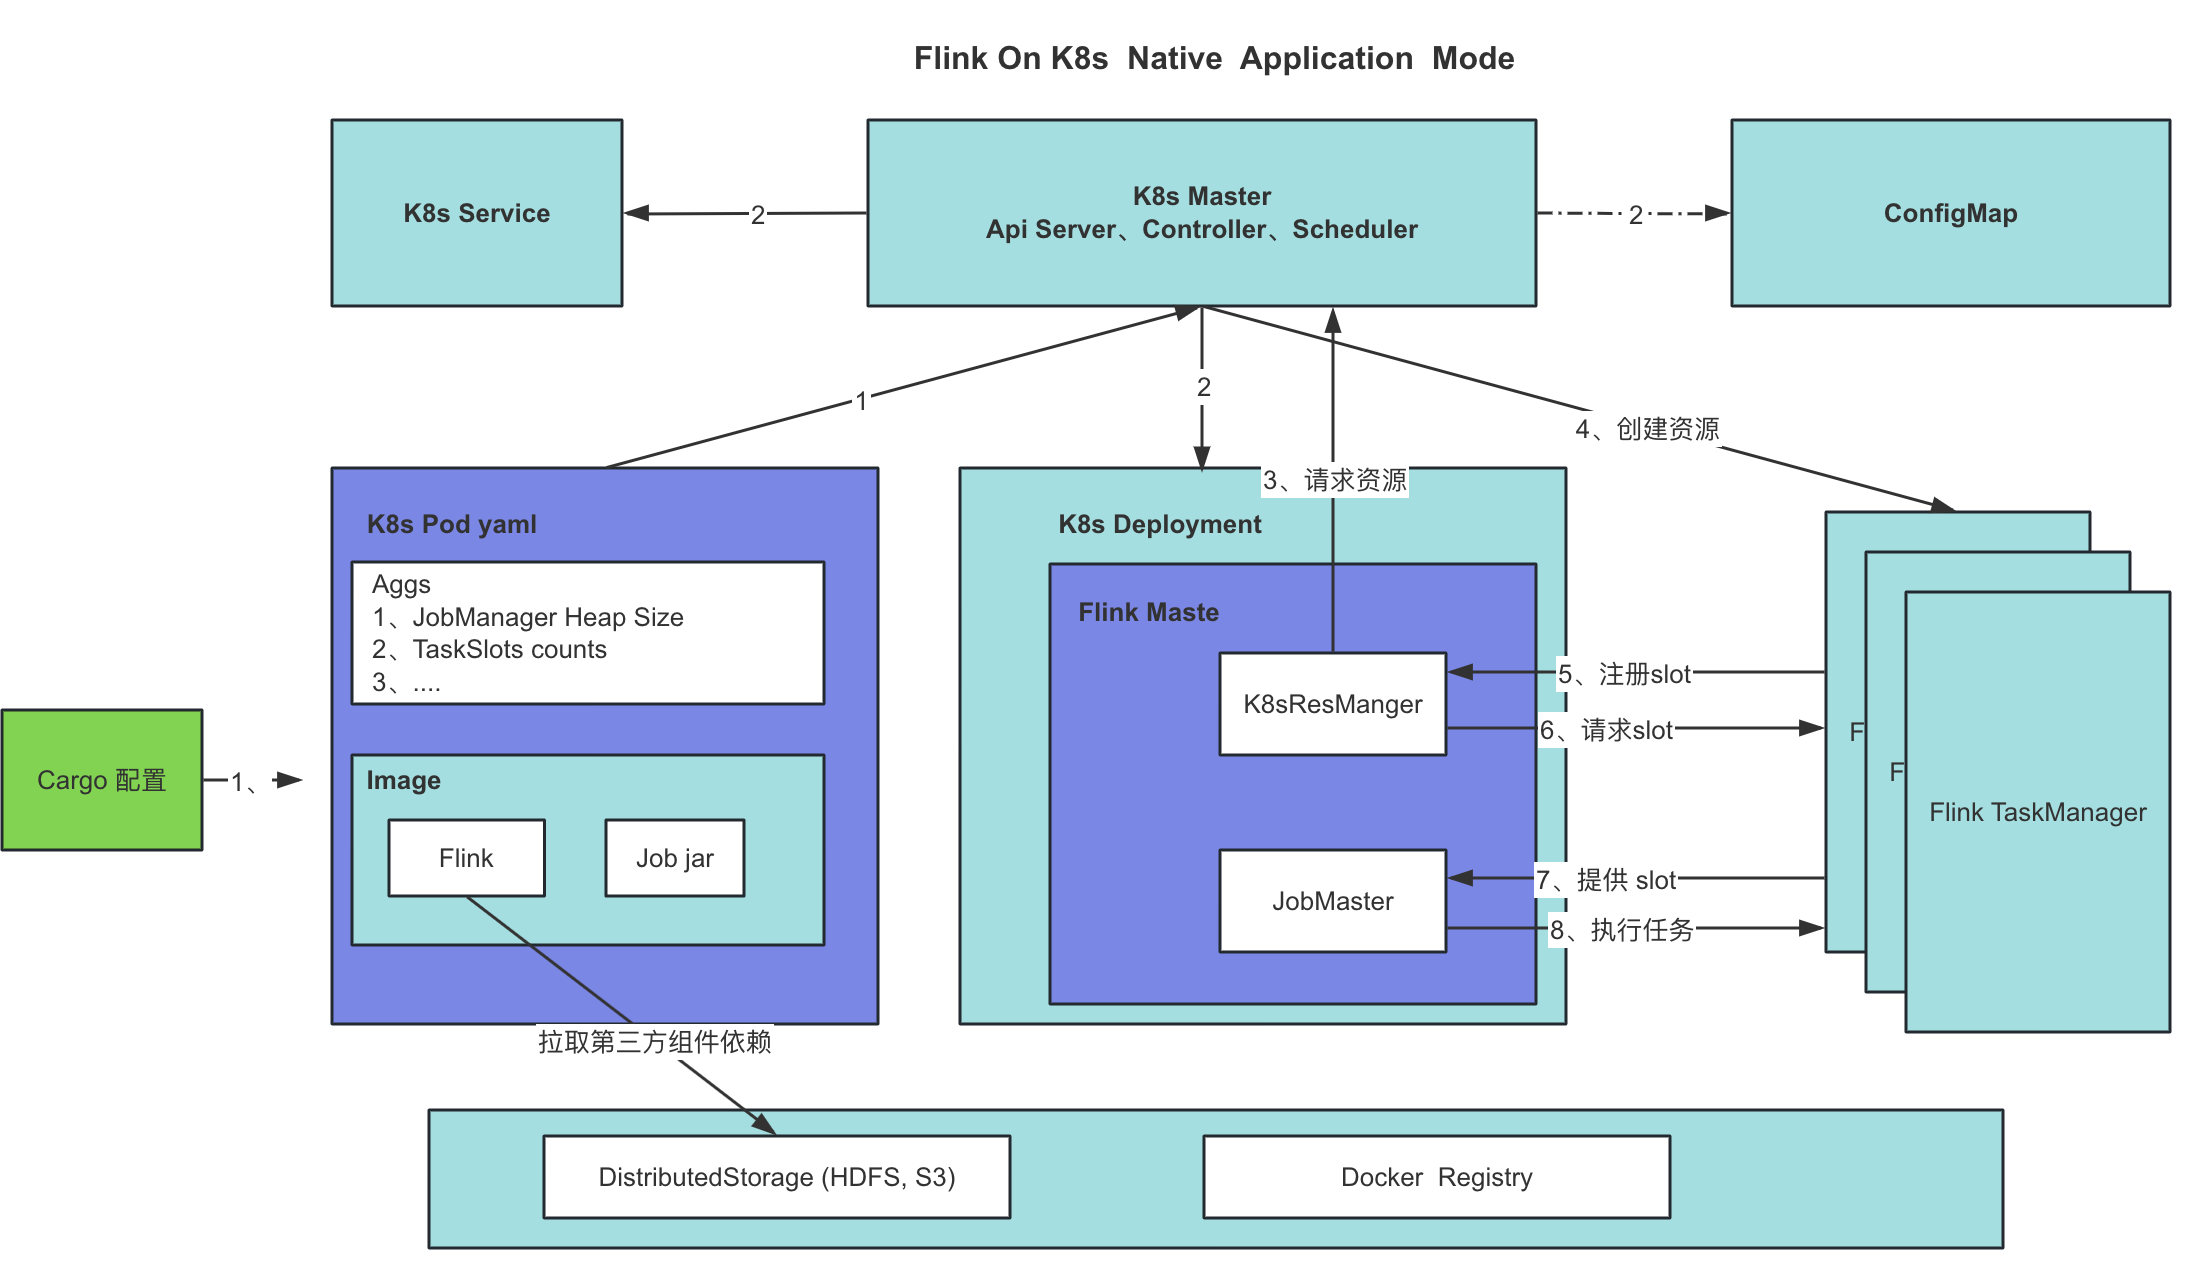 Flink On K8s  Native  Application  Mode
K8s Service
2
K8s Master
Api Server、Controller、Scheduler
2
ConfigMap
1
2
4、创建资源
3、请求资源
K8s Pod yaml
Aggs
1、JobManager Heap Size
2、TaskSlots counts
3、....
K8s Deployment
Flink Maste
K8sResManger
5、注册slot
6、请求slot
Cargo 配置
1、
Image
Flink
Job jar
JobMaster
7、提供 slot
8、执行任务
F
F
Flink TaskManager
拉取第三方组件依赖
DistributedStorage (HDFS, S3)
Docker  Registry